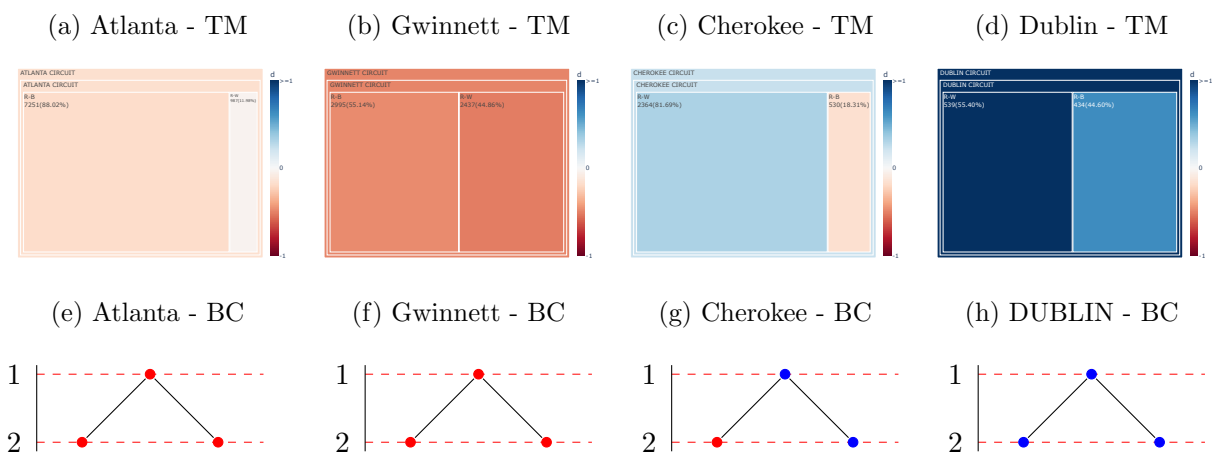 (a) Atlanta - TM
(b) Gwinnett - TM
(c) Cherokee - TM
(d) Dublin - TM
ATLANTA CIRCUIT
ATLANTA CIRCUIT
R-B
7251(88.02%)
R-W
987(11.98%)
d
>=1
0
-1
GWINNETT CIRCUIT
GWINNETT CIRCUIT
R-B
2995(55.14%)
R-W
2437(44.86%)
d
>=1
0
-1
CHEROKEE CIRCUIT
CHEROKEE CIRCUIT
R-W
2364(81.69%)
R-B
530(18.31%)
d
>=1
0
-1
DUBLIN CIRCUIT
DUBLIN CIRCUIT
R-W
539(55.40%)
R-B
434(44.60%)
d
>=1
0
-1
(e) Atlanta - BC
(f) Gwinnett - BC
(g) Cherokee - BC
(h) DUBLIN - BC
1
2
1
2
1
2
1
2